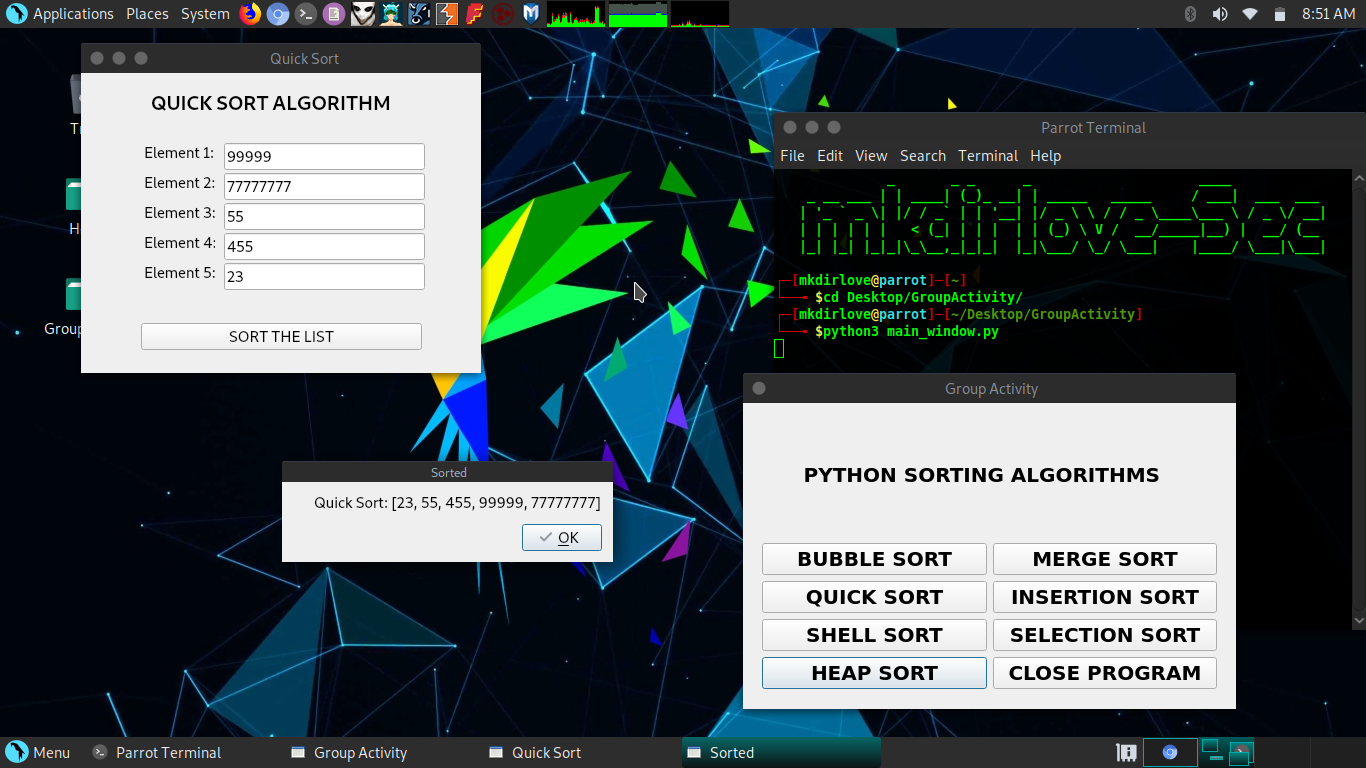 Applications Places System 8:51 AM
Quick Sort
QUICK SORT ALGORITHM
Element 1: 99999
Element 2: 77777777
Element 3: 55
Element 4: 455
Element 5: 23
SORT THE LIST
Parrot Terminal
File Edit View Search Terminal Help
mkdirlove-Sec
[mkdirlove@parrot]─[~]
$cd Desktop/GroupActivity/
[mkdirlove@parrot]─[~/Desktop/GroupActivity]
$python3 main_window.py
Sorted
Quick Sort: [23, 55, 455, 99999, 77777777]
OK
Group Activity
PYTHON SORTING ALGORITHMS
BUBBLE SORT MERGE SORT
QUICK SORT INSERTION SORT
SHELL SORT SELECTION SORT
HEAP SORT CLOSE PROGRAM
Menu Parrot Terminal Group Activity Quick Sort Sorted